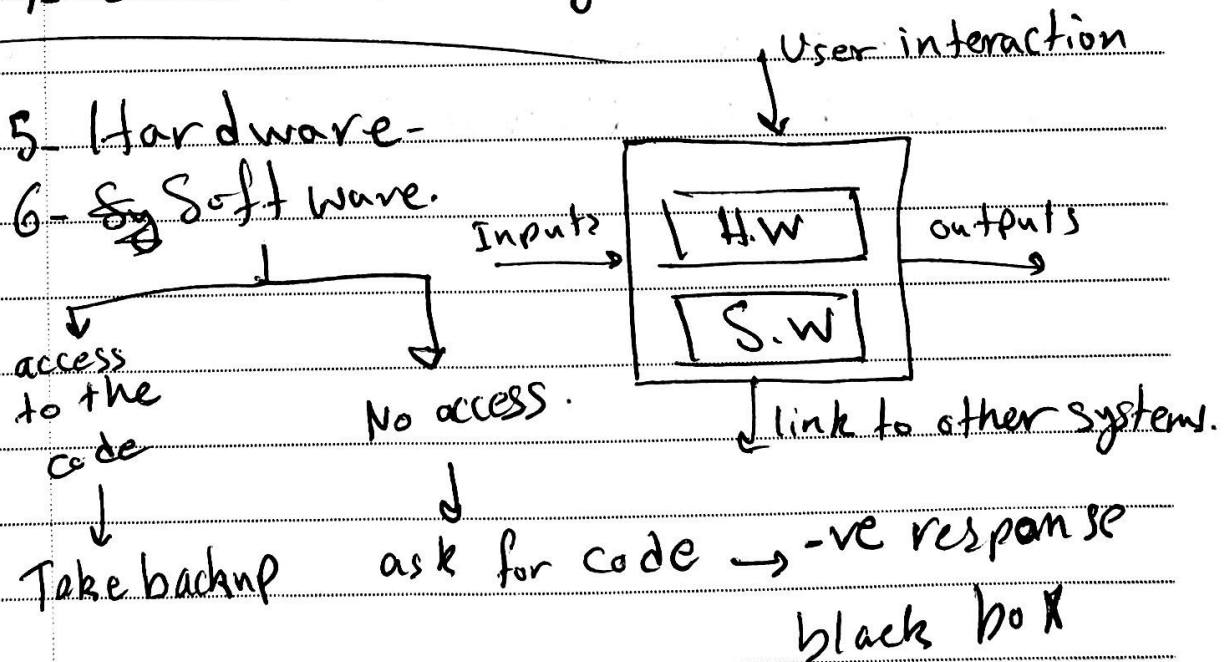 User interaction
5- Hardware-
6- Software.
Inputs
H.W
outputs
S.W
access
to the
code
No access.
link to other systems.
Take backup
ask for code → -ve response
black box